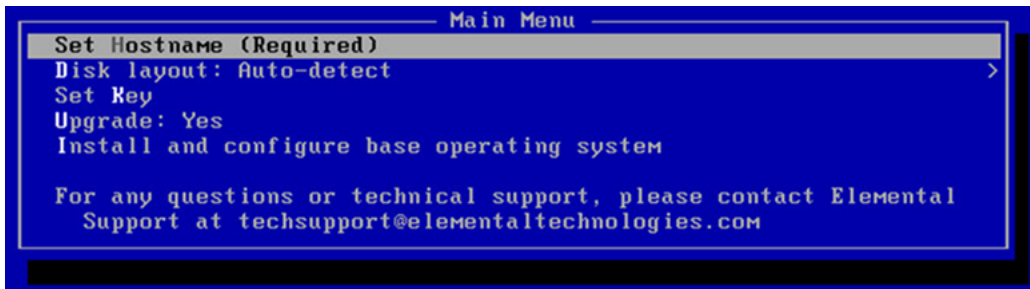 Main Menu
Set Hostname (Required)
Disk layout: Auto-detect >
Set Key
Upgrade: Yes
Install and configure base operating system
For any questions or technical support, please contact Elemental
Support at techsupport@elementaltechnologies.com